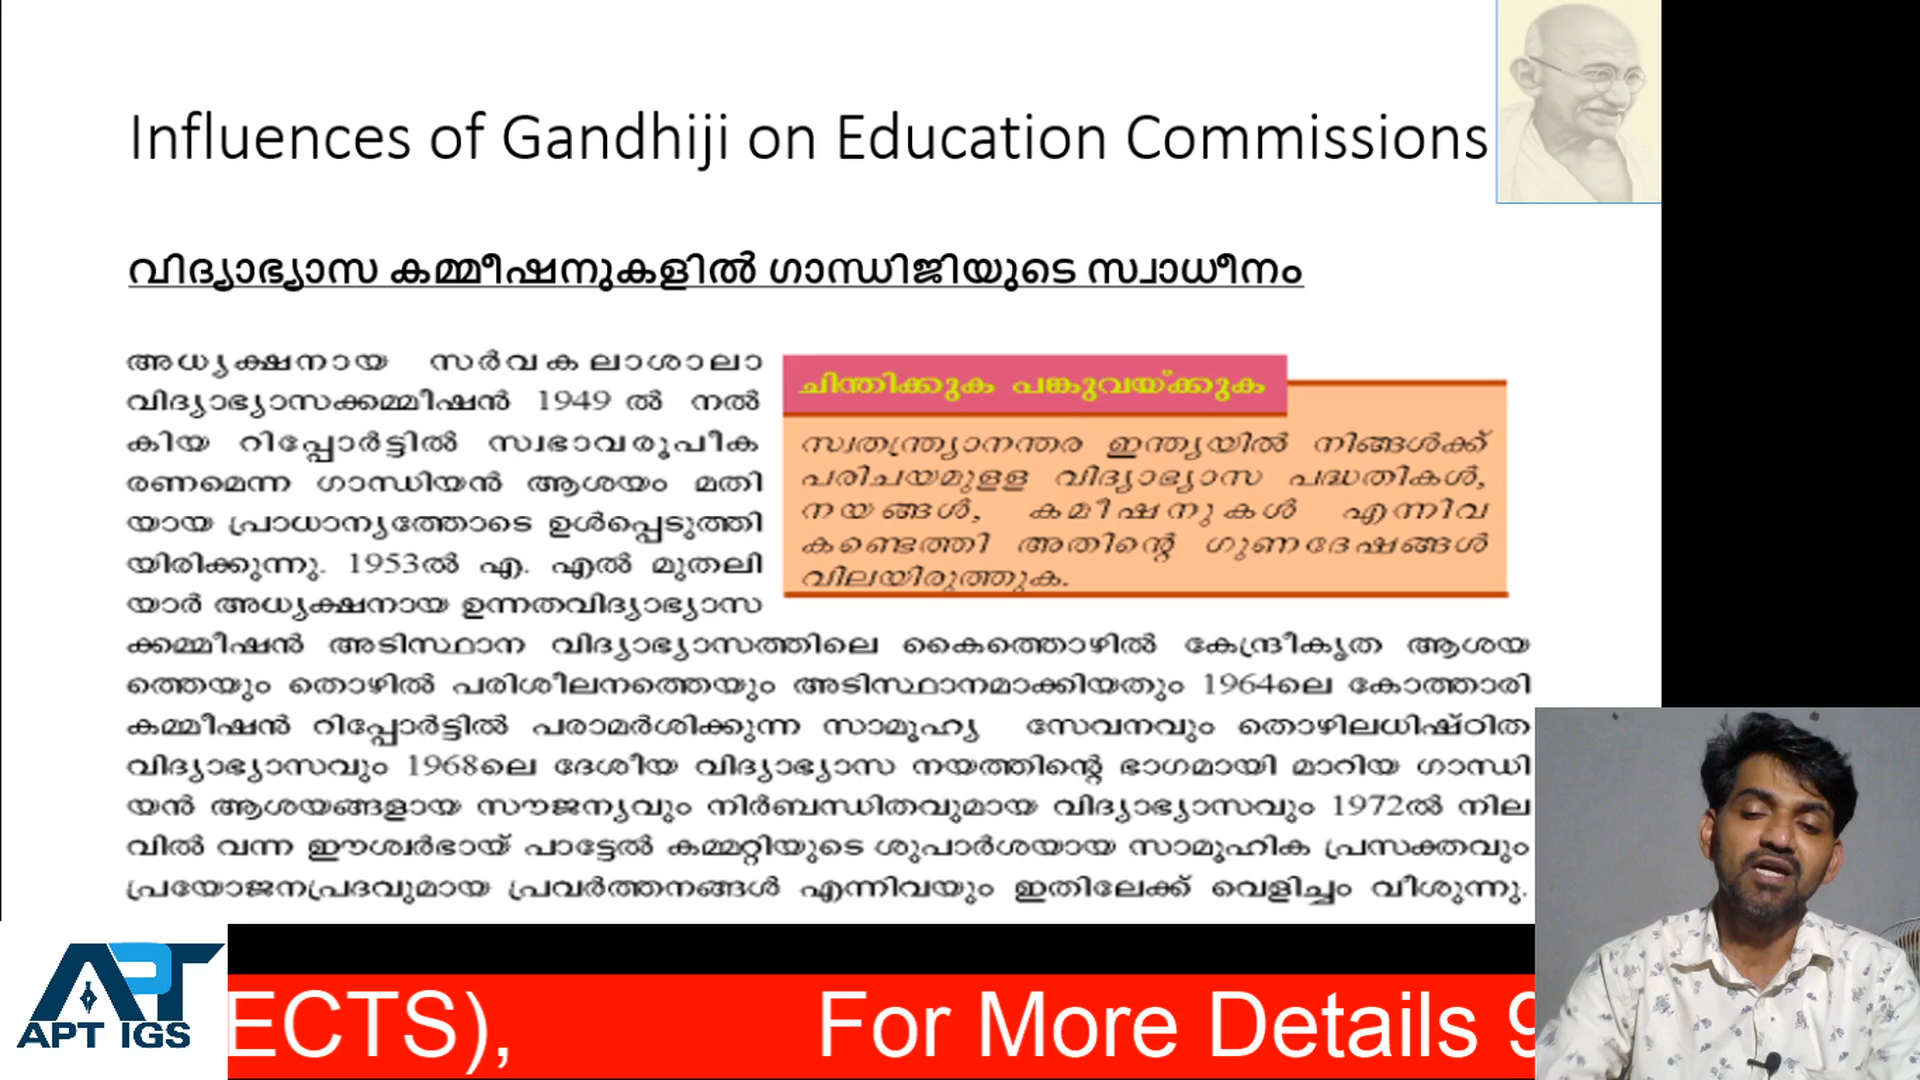 Influences of Gandhiji on Education Commissions
വിദ്യാഭ്യാസ കമ്മീഷനുകളിൽ ഗാന്ധിജിയുടെ സ്വാധീനം
അധ്യക്ഷനായ സർവകലാശാലാ
വിദ്യാഭ്യാസക്കമ്മീഷൻ 1949 ൽ നൽ
കിയ റിപ്പോർട്ടിൽ സ്വഭാവരൂപീക
രണമെന്ന ഗാന്ധിയൻ ആശയം മതി
യായ പ്രാധാന്യത്തോടെ ഉൾപ്പെടുത്തി
യിരിക്കുന്നു. 1953ൽ എ. എൽ മുതലി
യാർ അധ്യക്ഷനായ ഉന്നതവിദ്യാഭ്യാസ
ക്കമ്മീഷൻ അടിസ്ഥാന വിദ്യാഭ്യാസത്തിലെ കൈത്തൊഴിൽ കേന്ദ്രീകൃത ആശയ
ത്തെയും തൊഴിൽ പരിശീലനത്തെയും അടിസ്ഥാനമാക്കിയതും 1964ലെ കോത്താരി
കമ്മീഷൻ റിപ്പോർട്ടിൽ പരാമർശിക്കുന്ന സാമൂഹ്യ സേവനവും തൊഴിലധിഷ്ഠിത
വിദ്യാഭ്യാസവും 1968ലെ ദേശീയ വിദ്യാഭ്യാസ നയത്തിന്റെ ഭാഗമായി മാറിയ ഗാന്ധി
യൻ ആശയങ്ങളായ സൗജന്യവും നിർബന്ധിതവുമായ വിദ്യാഭ്യാസവും 1972ൽ നില
വിൽ വന്ന ഈശ്വർഭായ് പാട്ടേൽ കമ്മറ്റിയുടെ ശുപാർശയായ സാമൂഹിക പ്രസക്തവും
പ്രയോജനപ്രദവുമായ പ്രവർത്തനങ്ങൾ എന്നിവയും ഇതിലേക്ക് വെളിച്ചം വീശുന്നു.
ചിന്തിക്കുക പങ്കുവയ്ക്കുക
സ്വതന്ത്ര്യാനന്തര ഇന്ത്യയിൽ നിങ്ങൾക്ക്
പരിചയമുളള വിദ്യാഭ്യാസ പദ്ധതികൾ,
നയങ്ങൾ, കമീഷനുകൾ എന്നിവ
കണ്ടെത്തി അതിന്റെ ഗുണദേഷങ്ങൾ
വിലയിരുത്തുക.
APT
APT IGS
ECTS), For More Details 9